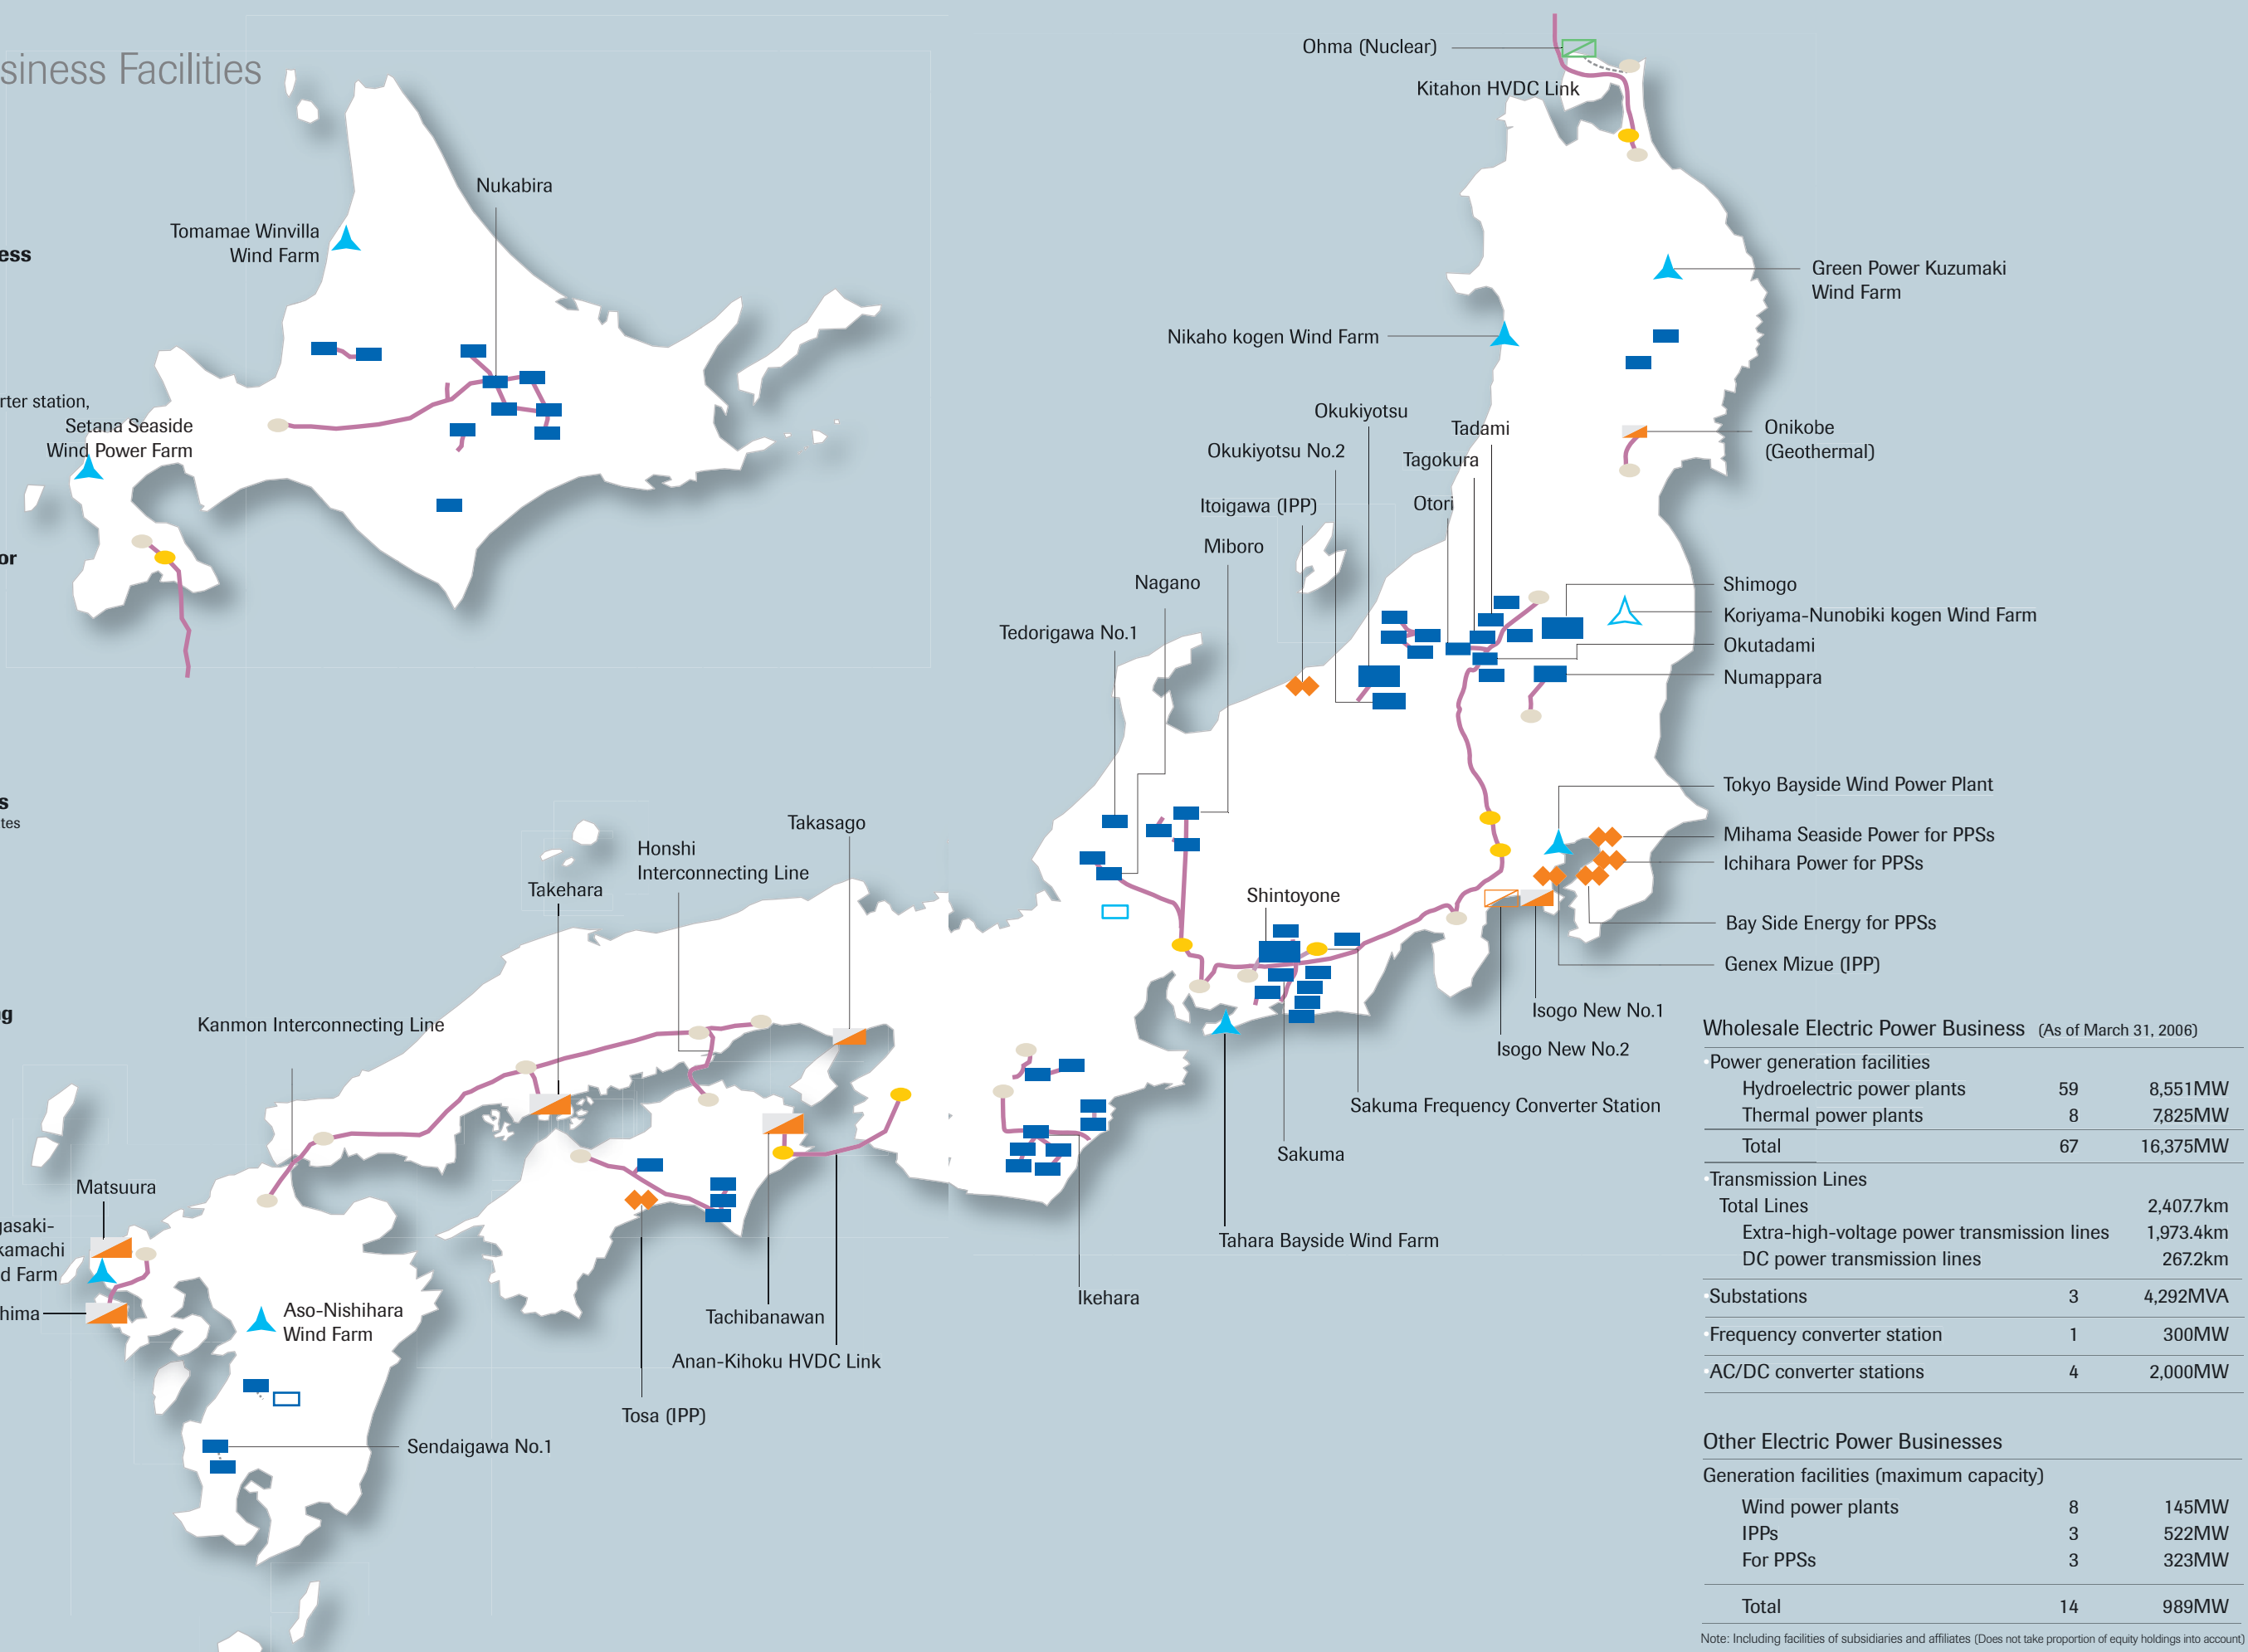 siness Facilities
ess
rter station,
or
s
tes
ng
Nukabira
Tomamae Winvilla
Wind Farm
Setana Seaside
Wind Power Farm
Ohma (Nuclear)
Kitahon HVDC Link
Green Power Kuzumaki
Wind Farm
Nikaho kogen Wind Farm
Okukiyotsu
Tadami
Onikobe
(Geothermal)
Okukiyotsu No.2
Tagokura
Itoigawa (IPP)
Otori
Miboro
Nagano
Tedorigawa No.1
Shimogo
Koriyama-Nunobiki kogen Wind Farm
Okutadami
Numappara
Tokyo Bayside Wind Power Plant
Mihama Seaside Power for PPSs
Ichihara Power for PPSs
Bay Side Energy for PPSs
Genex Mizue (IPP)
Isogo New No.1
Isogo New No.2
Shintoyone
Sakuma Frequency Converter Station
Sakuma
Tahara Bayside Wind Farm
Ikehara
Takasago
Honshi
Interconnecting Line
Takehara
Kanmon Interconnecting Line
Matsuura
gasaki-
kamachi
d Farm
hima
Aso-Nishihara
Wind Farm
Tachibanawan
Anan-Kihoku HVDC Link
Tosa (IPP)
Sendaigawa No.1
Wholesale Electric Power Business (As of March 31, 2006)
•Power generation facilities
Hydroelectric power plants 59 8,551MW
Thermal power plants 8 7,825MW
Total 67 16,375MW
•Transmission Lines
Total Lines 2,407.7km
Extra-high-voltage power transmission lines 1,973.4km
DC power transmission lines 267.2km
•Substations 3 4,292MVA
•Frequency converter station 1 300MW
•AC/DC converter stations 4 2,000MW
Other Electric Power Businesses
Generation facilities (maximum capacity)
Wind power plants 8 145MW
IPPs 3 522MW
For PPSs 3 323MW
Total 14 989MW
Note: Including facilities of subsidiaries and affiliates (Does not take proportion of equity holdings into account)